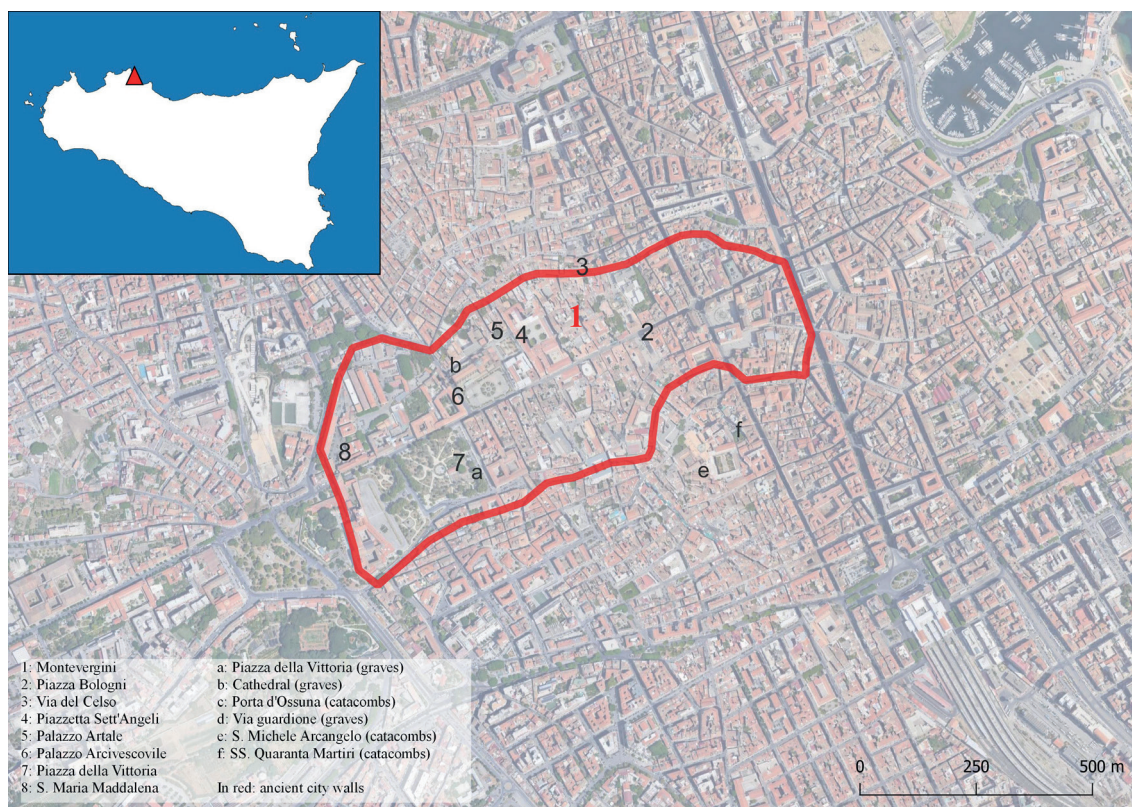 3
1
2
5
4
b
6
f
8
7
a
e
1: Montevergini
2: Piazza Bologni
3: Via del Celso
4: Piazzetta Sett'Angeli
5: Palazzo Artale
6: Palazzo Arcivescovile
7: Piazza della Vittoria
8: S. Maria Maddalena
a: Piazza della Vittoria (graves)
b: Cathedral (graves)
c: Porta d'Ossuna (catacombs)
d: Via guardione (graves)
e: S. Michele Arcangelo (catacombs)
f: SS. Quaranta Martiri (catacombs)
In red: ancient city walls
0 250 500 m